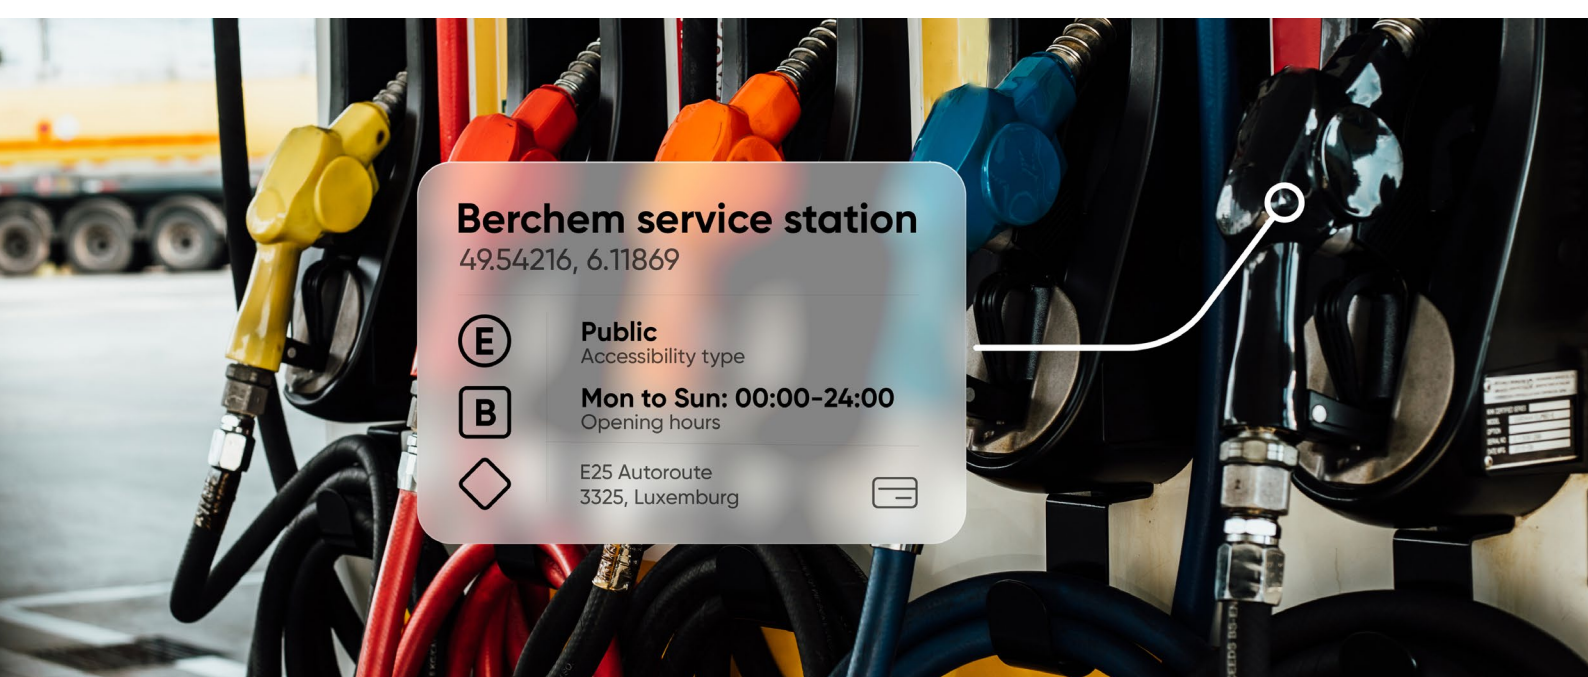 Berchem service station
49.54216, 6.11869
E
Public
Accessibility type
B
Mon to Sun: 00:00-24:00
Opening hours
E25 Autoroute
3325, Luxemburg